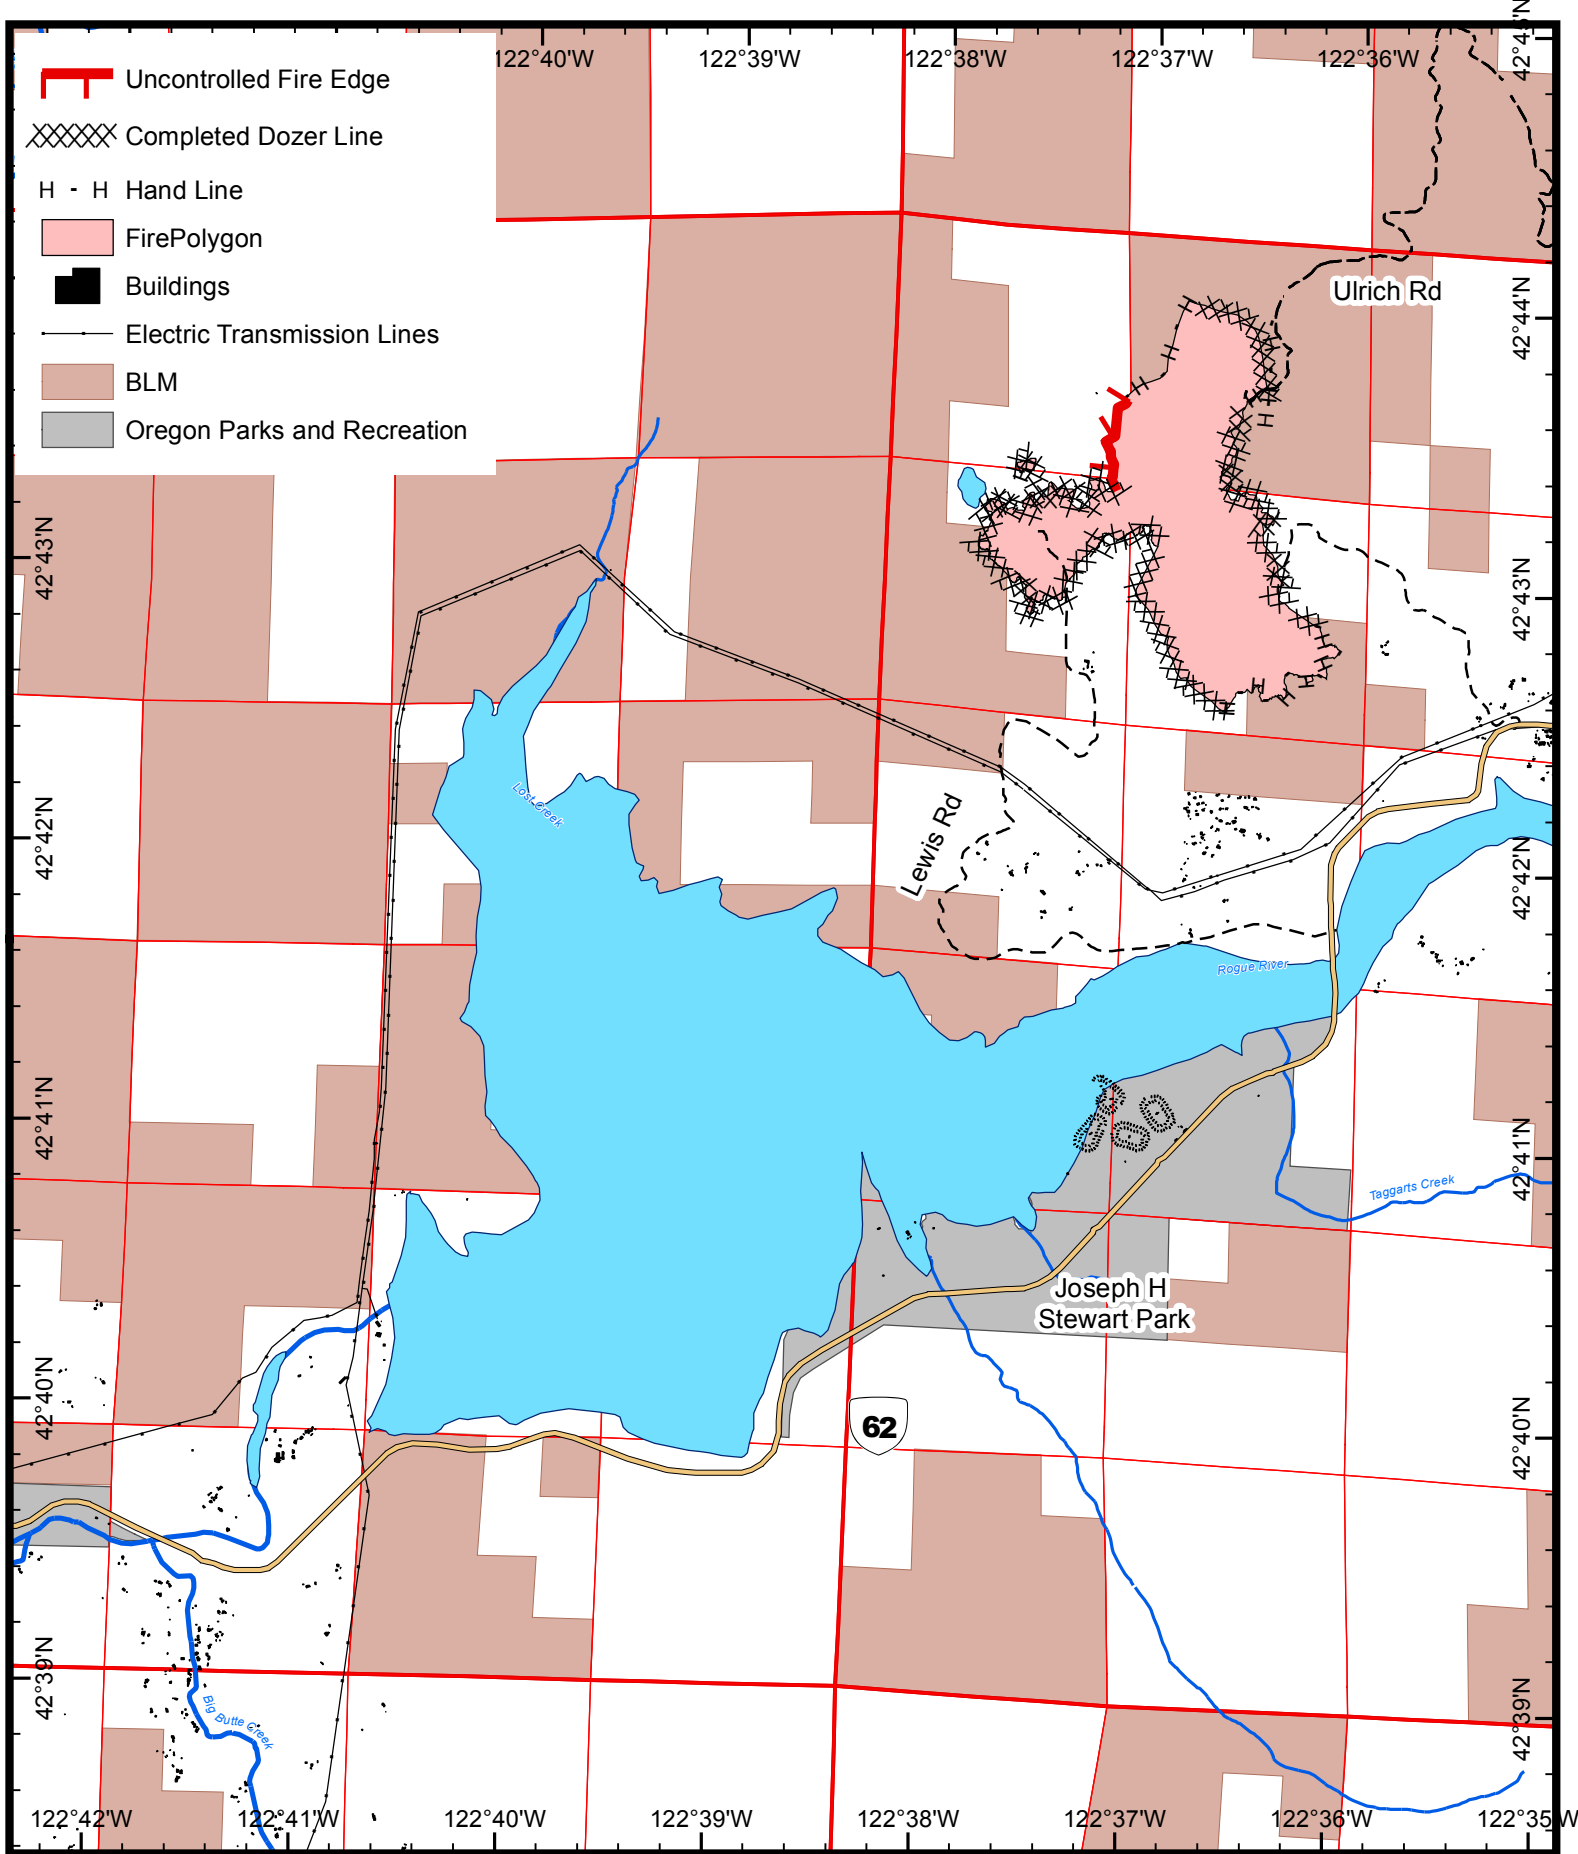 122°40'W
122°39'W
122°38'W
122°37'W
122°36'W
Uncontrolled Fire Edge
Completed Dozer Line
H - H Hand Line
FirePolygon
Buildings
Electric Transmission Lines
BLM
Oregon Parks and Recreation
Ulrich Rd
42°44'N
42°43'N
42°43'N
Lost Creek
Lewis Rd
42°42'N
42°42'N
Rogue River
42°41'N
42°41'N
Taggarts Creek
Joseph H
Stewart Park
42°40'N
62
42°40'N
42°39'N
Big Butte Creek
42°39'N
122°42'W
122°41'W
122°40'W
122°39'W
122°38'W
122°37'W
122°36'W
122°35'W